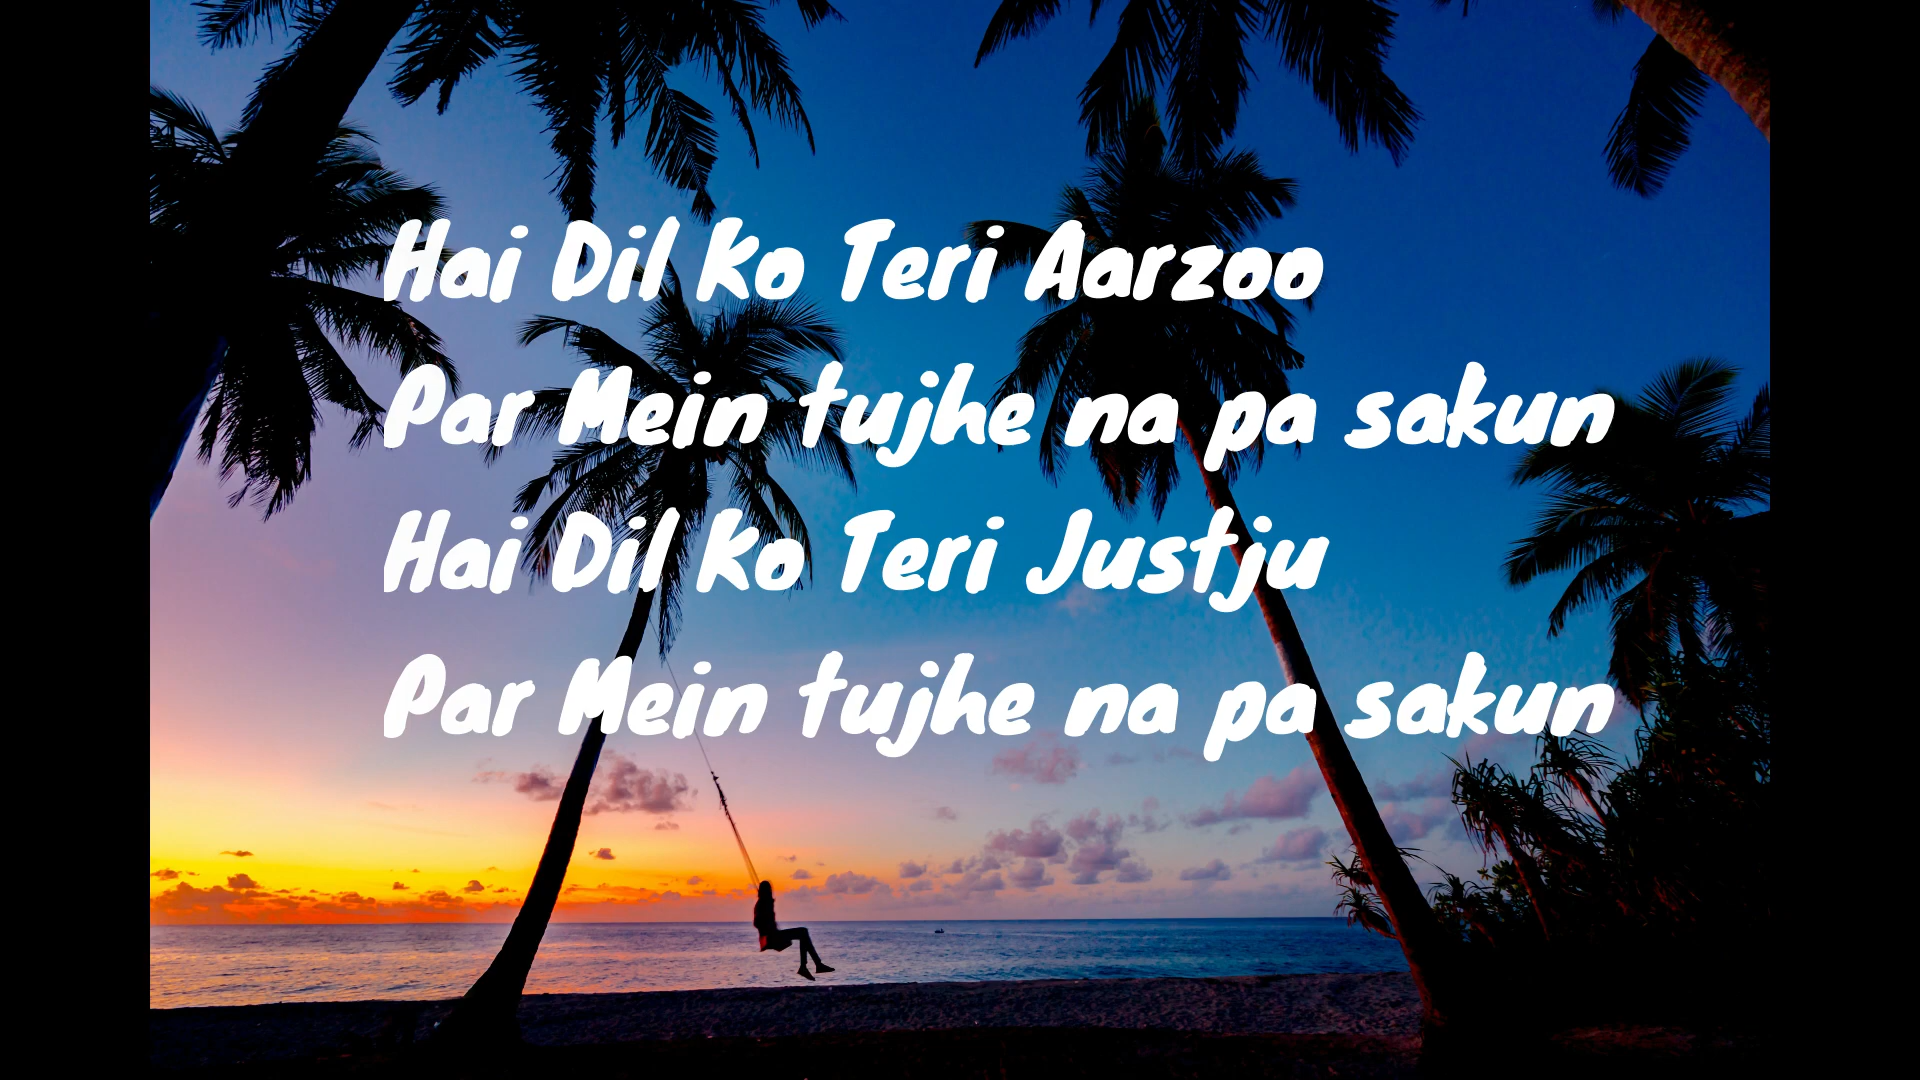 Hai Dil Ko Teri Aarzoo
Par Mein tujhe na pa sakun
Hai Dil Ko Teri Justju
Par Mein tujhe na pa sakun